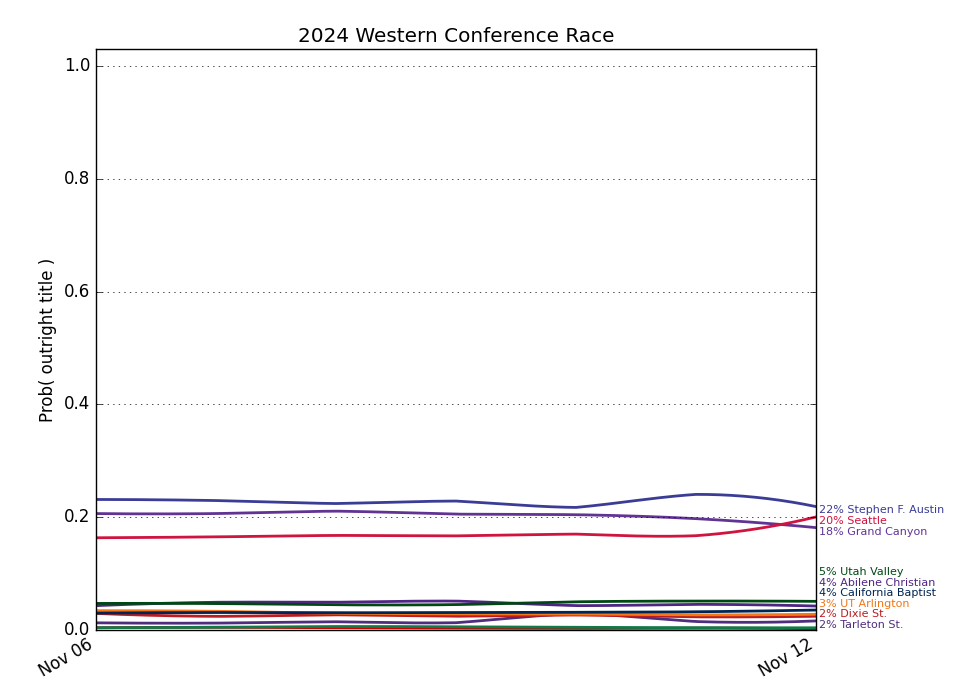 2024 Western Conference Race
1.0
0.8
0.6
0.4
0.2
0.0
Prob( outright title )
Nov 06
Nov 12
22% Stephen F. Austin
20% Seattle
18% Grand Canyon
5% Utah Valley
4% Abilene Christian
4% California Baptist
3% UT Arlington
2% Dixie St.
2% Tarleton St.